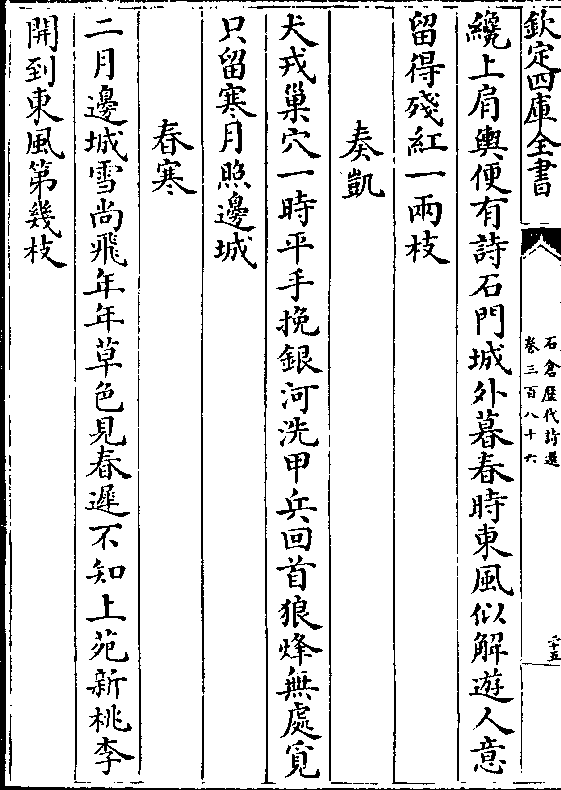 欽定四庫全書
石倉歷代詩選
卷三百八十六
二十五
纔上肩輿便有詩石門城外暮春時東風似解遊人意
留得殘紅一兩枝
奏凱
犬戎巢穴一時平手挽銀河洗甲兵回首狼烽無處覓
只留寒月照邊城
春寒
二月邊城雪尚飛年年草色見春遲不知上苑新桃李
開到東風第幾枝